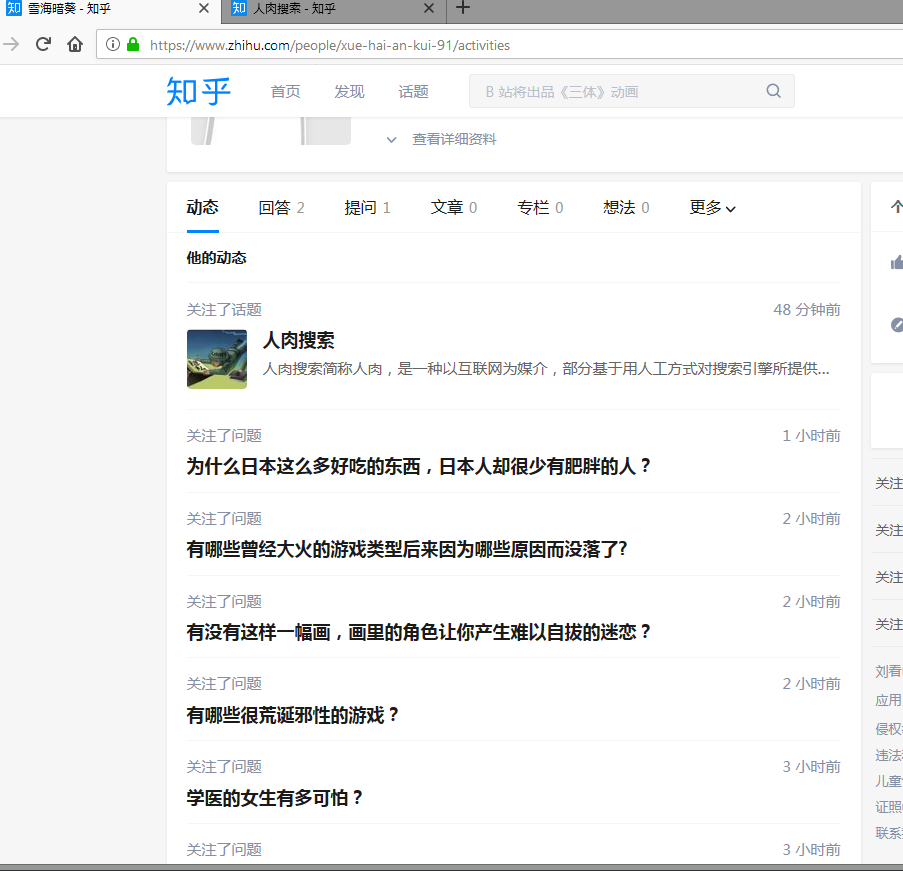 知 雪海暗葵 - 知乎
知 人肉搜索 - 知乎
https://www.zhihu.com/people/xue-hai-an-kui-91/activities
知乎 首页 发现 话题 B 站将出品《三体》动画
查看详细资料
动态 回答 2 提问 1 文章 0 专栏 0 想法 0 更多
个
他的动态
关注了话题 48 分钟前
人肉搜索
人肉搜索简称人肉，是一种以互联网为媒介，部分基于用人工方式对搜索引擎所提供...
关注了问题 1 小时前
为什么日本这么多好吃的东西，日本人却很少有肥胖的人？
关注了问题 2 小时前
有哪些曾经大火的游戏类型后来因为哪些原因而没落了?
关注了问题 2 小时前
有没有这样一幅画，画里的角色让你产生难以自拔的迷恋？
关注了问题 2 小时前
有哪些很荒诞邪性的游戏？
关注了问题 3 小时前
学医的女生有多可怕？
关注了问题 3 小时前
关注
关注
关注
关注
刘看
应用
侵权
违法
儿童
证照
联系